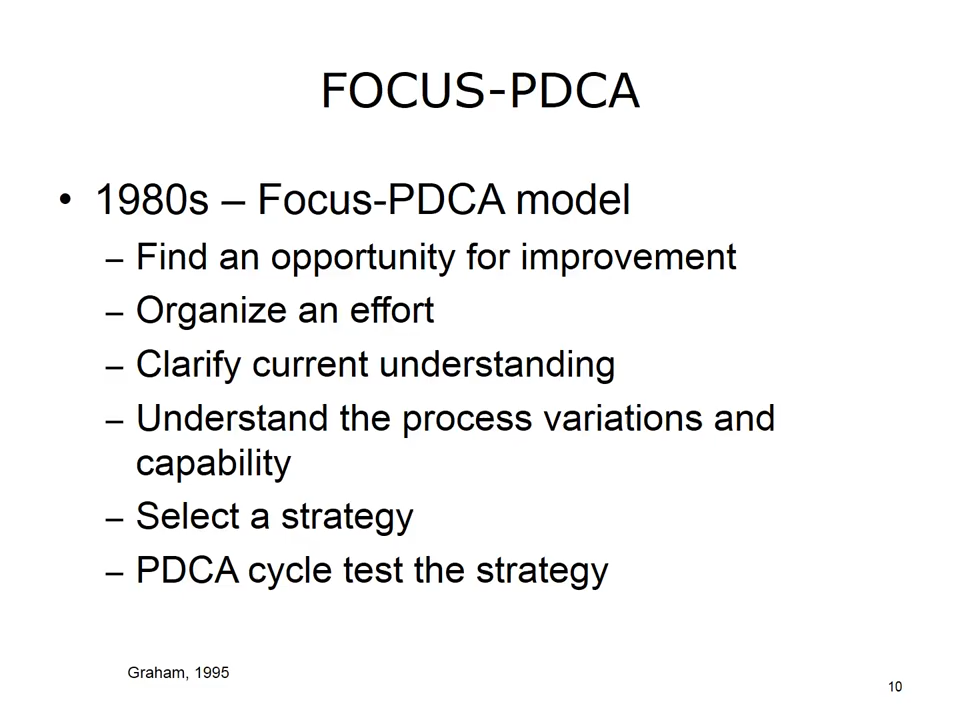 FOCUS-PDCA
• 1980s – Focus-PDCA model
– Find an opportunity for improvement
– Organize an effort
– Clarify current understanding
– Understand the process variations and
capability
– Select a strategy
– PDCA cycle test the strategy
Graham, 1995
10